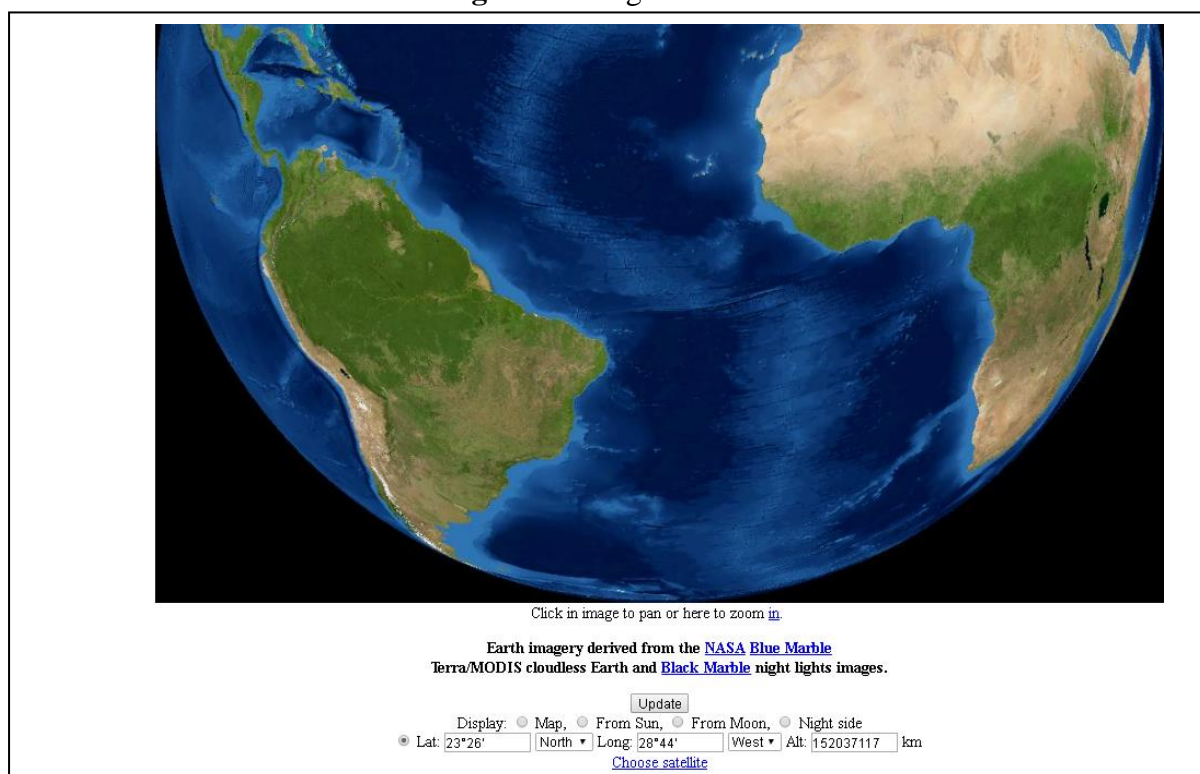 Click in image to pan or here to zoom in.
Earth imagery derived from the NASA Blue Marble
Terra/MODIS cloudless Earth and Black Marble night lights images.
Update
Display: Map, From Sun, From Moon, Night side
Lat: 23°26' North Long: 28°44' West Alt: 152037117 km
Choose satellite